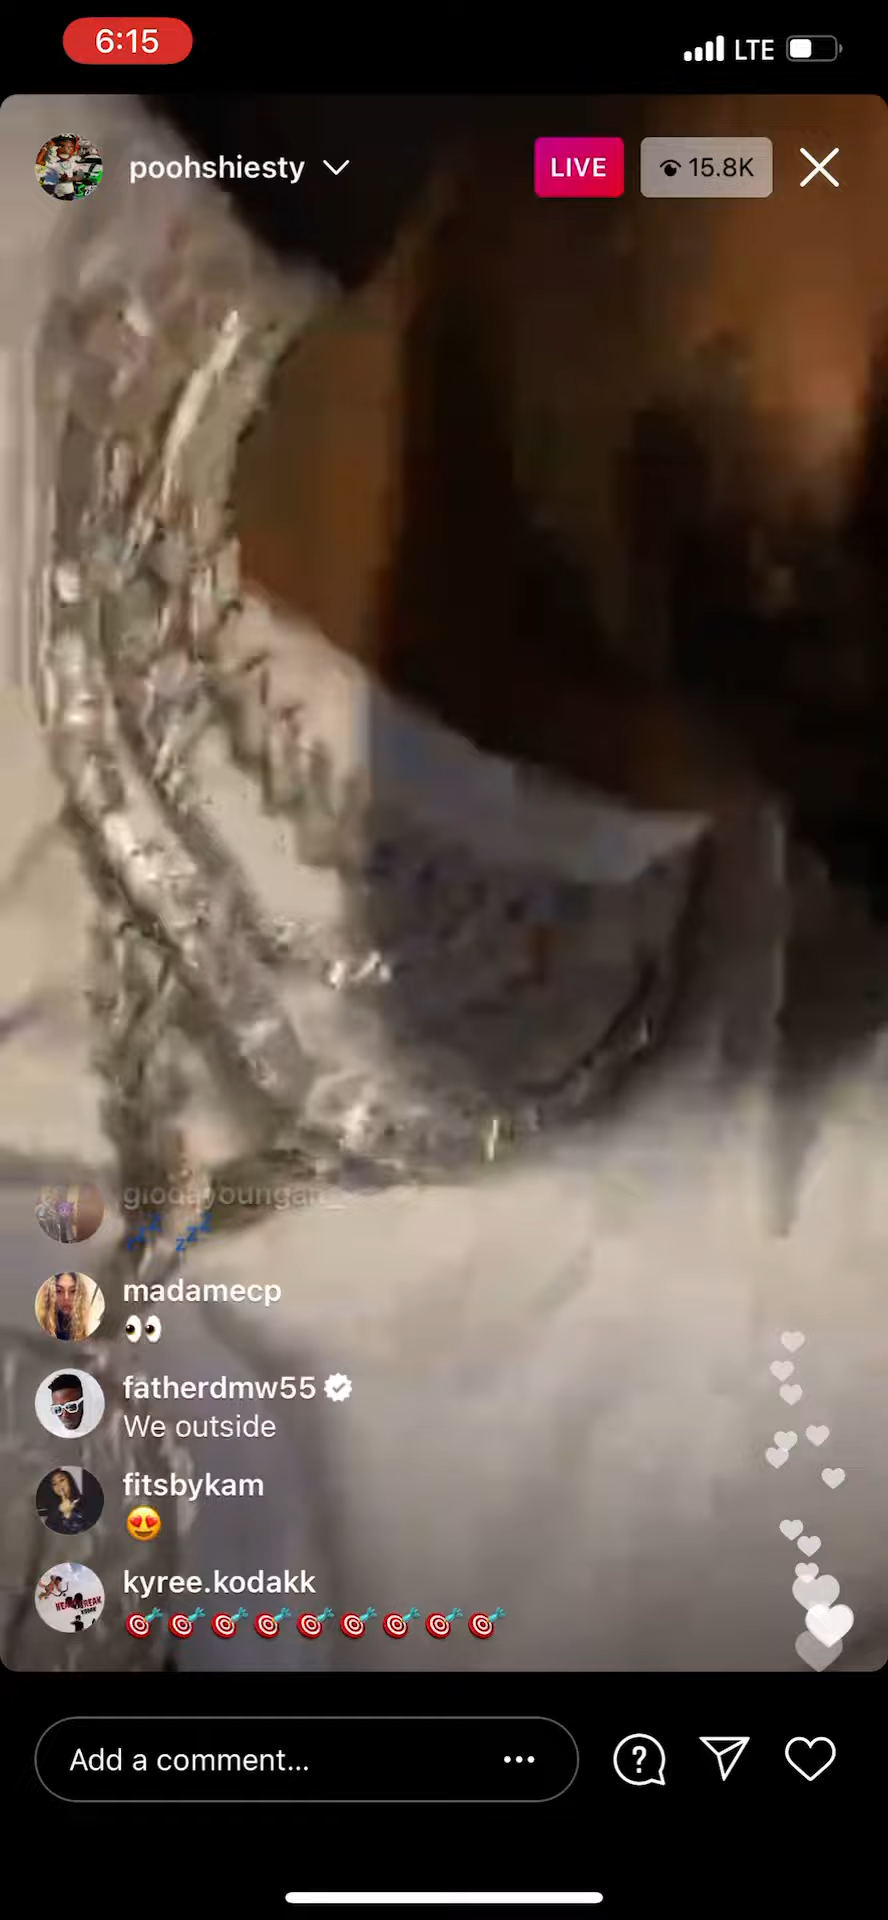 6:15
LTE
poohshiesty
LIVE
15.8K
madamecp
👀
fatherdmw55
We outside
fitsbykam
😍
kyree.kodakk
🎯🎯🎯🎯🎯🎯🎯🎯🎯
Add a comment...